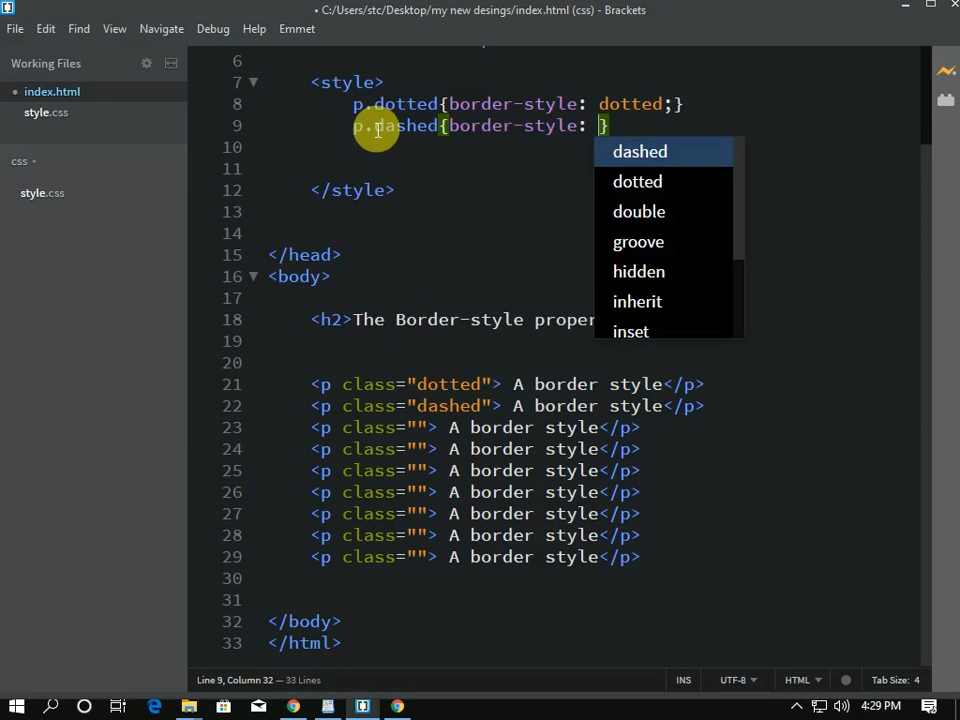 • C:/Users/stc/Desktop/my new desings/index.html (css) - Brackets
File Edit Find View Navigate Debug Help Emmet
Working Files
index.html
style.css
css
style.css
6
7 <style>
8 p.dotted{border-style: dotted;}
9 p.dashed{border-style: }
10
11
12 </style>
13
14
15 </head>
16 <body>
17
18 <h2>The Border-style proper
19
20
21 <p class="dotted"> A border style</p>
22 <p class="dashed"> A border style</p>
23 <p class=""> A border style</p>
24 <p class=""> A border style</p>
25 <p class=""> A border style</p>
26 <p class=""> A border style</p>
27 <p class=""> A border style</p>
28 <p class=""> A border style</p>
29 <p class=""> A border style</p>
30
31
32 </body>
33 </html>
dashed
dotted
double
groove
hidden
inherit
inset
Line 9, Column 32 — 33 Lines
INS UTF-8 HTML Tab Size: 4
4:29 PM